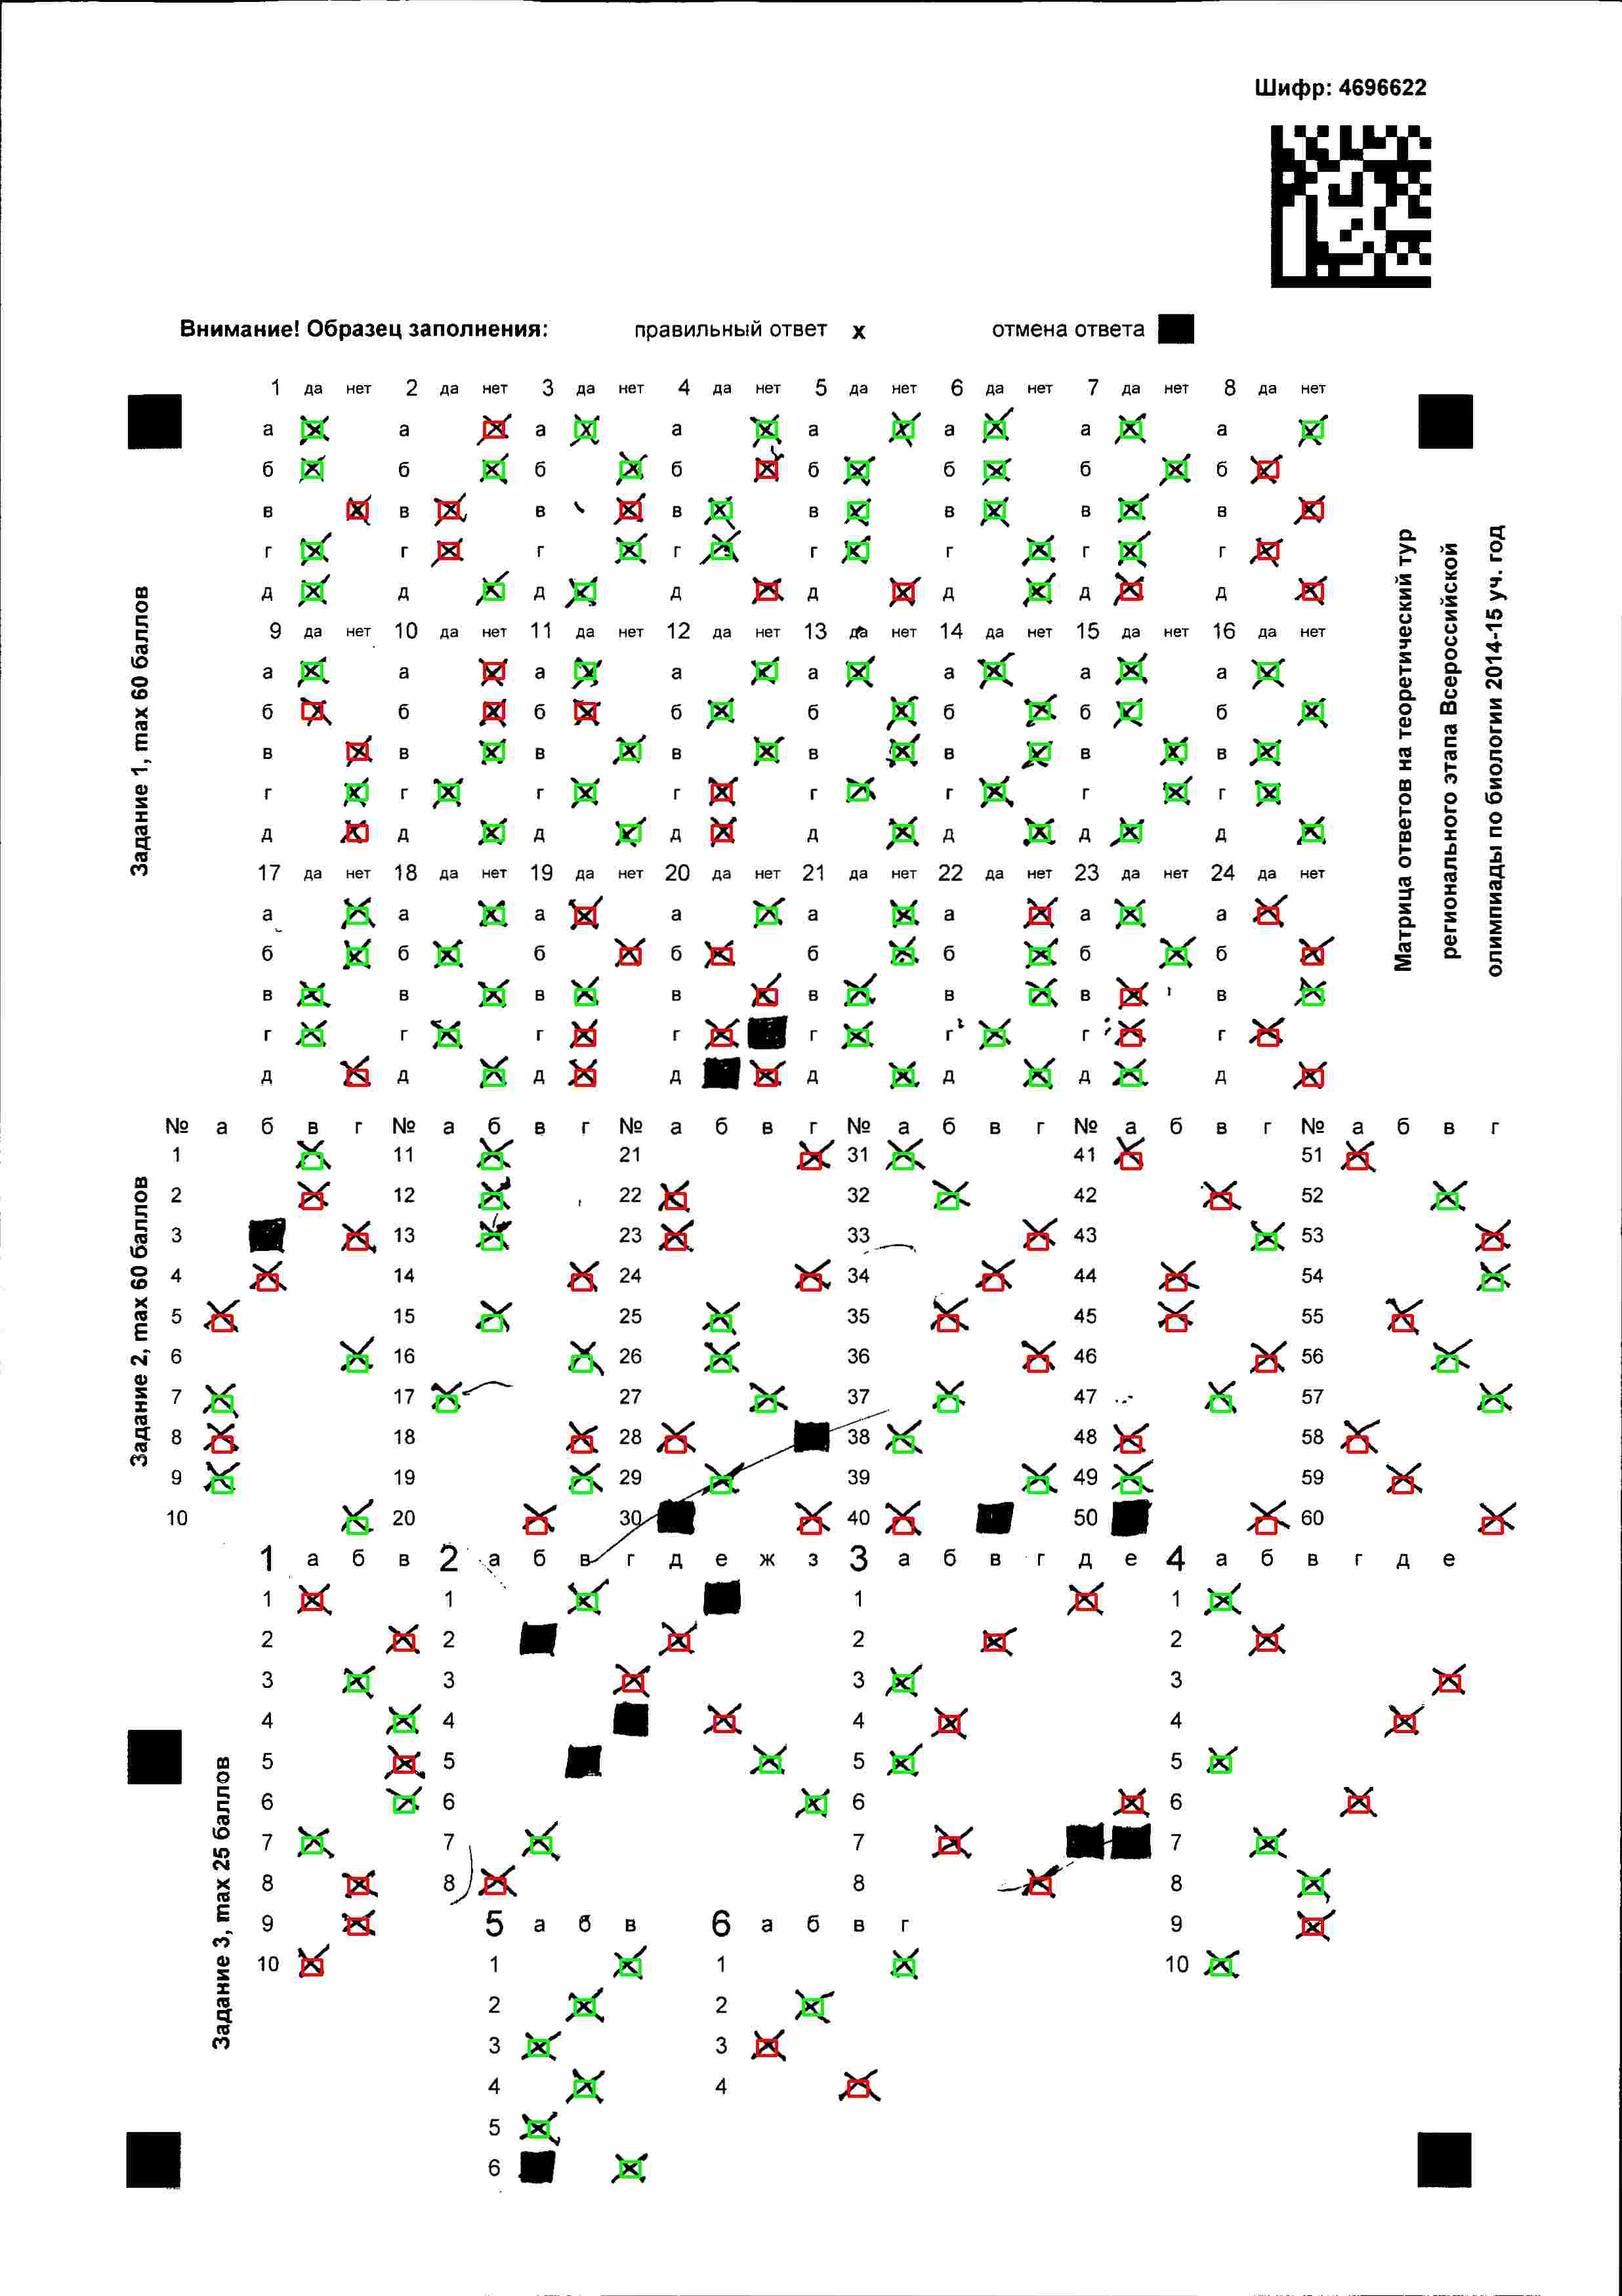 Шифр: 4696622
Внимание! Образец заполнения: правильный ответ x отмена ответа
Задание 1, max 60 баллов
1 да нет 2 да нет 3 да нет 4 да нет 5 да нет 6 да нет 7 да нет 8 да нет
а а а а а а а а
б б б б б б б б
в в в в в в в в
г г г г г г г г
д д д д д д д д
9 да нет 10 да нет 11 да нет 12 да нет 13 да нет 14 да нет 15 да нет 16 да нет
а а а а а а а а
б б б б б б б б
в в в в в в в в
г г г г г г г г
д д д д д д д д
17 да нет 18 да нет 19 да нет 20 да нет 21 да нет 22 да нет 23 да нет 24 да нет
а а а а а а а а
б б б б б б б б
в в в в в в в в
г г г г г г г г
д д д д д д д д
Матрица ответов на теоретический тур
регионального этапа Всероссийской
олимпиады по биологии 2014-15 уч. год
Задание 2, max 60 баллов
№ а б в г № а б в г № а б в г № а б в г № а б в г № а б в г
1 11 21 31 41 51
2 12 22 32 42 52
3 13 23 33 43 53
4 14 24 34 44 54
5 15 25 35 45 55
6 16 26 36 46 56
7 17 27 37 47 57
8 18 28 38 48 58
9 19 29 39 49 59
10 20 30 40 50 60
Задание 3, max 25 баллов
1 а б в 2 а б в г д е ж з 3 а б в г д е 4 а б в г д е
1 1 1 1
2 2 2 2
3 3 3 3
4 4 4 4
5 5 5 5
6 6 6 6
7 7 7 7
8 8 8 8
9 9
10 10
5 а б в 6 а б в г
1 1
2 2
3 3
4 4
5
6